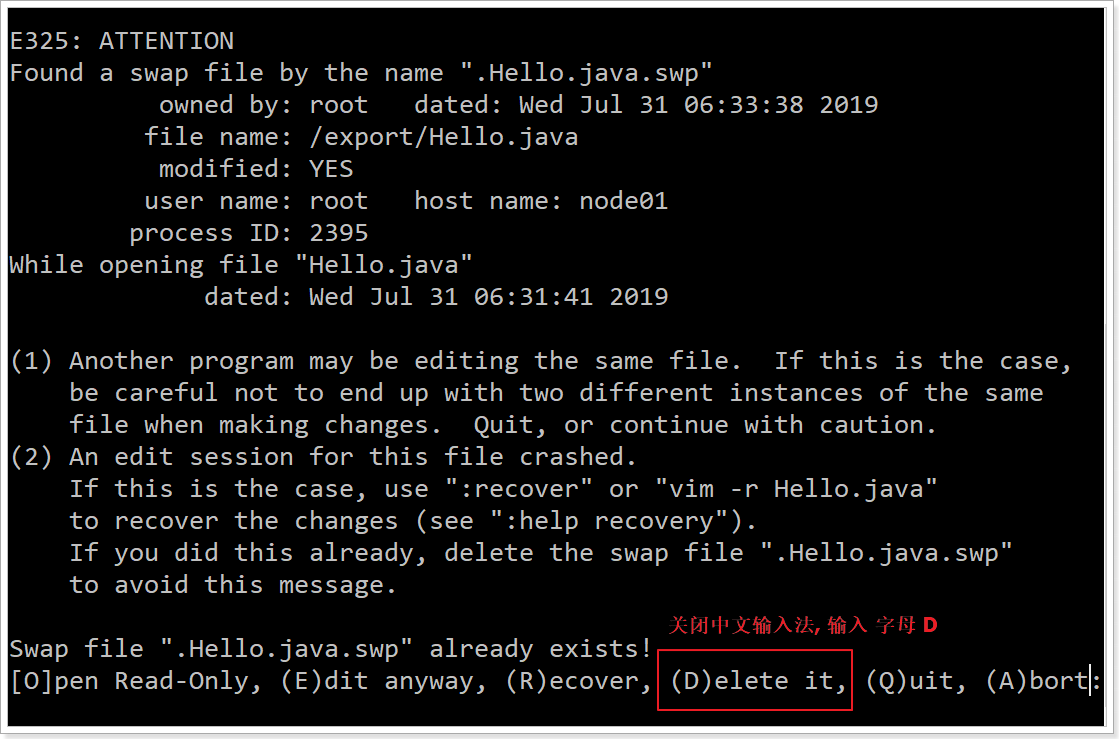 E325: ATTENTION
Found a swap file by the name ".Hello.java.swp"
owned by: root   dated: Wed Jul 31 06:33:38 2019
file name: /export/Hello.java
modified: YES
user name: root   host name: node01
process ID: 2395
While opening file "Hello.java"
dated: Wed Jul 31 06:31:41 2019
(1) Another program may be editing the same file.  If this is the case,
be careful not to end up with two different instances of the same
file when making changes.  Quit, or continue with caution.
(2) An edit session for this file crashed.
If this is the case, use ":recover" or "vim -r Hello.java"
to recover the changes (see ":help recovery").
If you did this already, delete the swap file ".Hello.java.swp"
to avoid this message.
关闭中文输入法, 输入 字母 D
Swap file ".Hello.java.swp" already exists!
[O]pen Read-Only, (E)dit anyway, (R)ecover, (D)elete it, (Q)uit, (A)bort: